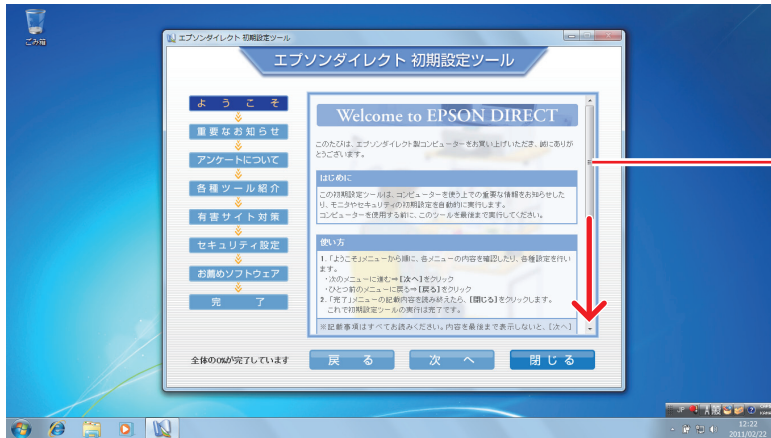 ごみ箱
エプソンダイレクト 初期設定ツール
エプソンダイレクト 初期設定ツール
ようこそ
重要なお知らせ
アンケートについて
各種ツール紹介
有害サイト対策
セキュリティ設定
お薦めソフトウェア
完 了
Welcome to EPSON DIRECT
このたびは、エプソンダイレクト製コンピューターをお買い上げいただき、誠にありが
とうございます。
はじめに
この初期設定ツールは、コンピューターを使う上での重要な情報をお知らせした
り、モニタやセキュリティの初期設定を自動的に実行します。
コンピューターを使用する前に、このツールを最後まで実行してください。
使い方
1. 「ようこそ」メニューから順に、各メニューの内容を確認したり、各種設定を行い
ます。
・次のメニューに進む⇒[次へ]をクリック
・ひとつ前のメニューに戻る⇒[戻る]をクリック
2. 「完了」メニューの記載内容を読み終えたら、[閉じる]をクリックします。
これで初期設定ツールの実行は完了です。
※記載事項はすべてお読みください。内容を最後まで表示しないと、[次へ]
全体の0%が完了しています
戻 る
次 へ
閉じる
JP
A 般
12:22
2011/02/22